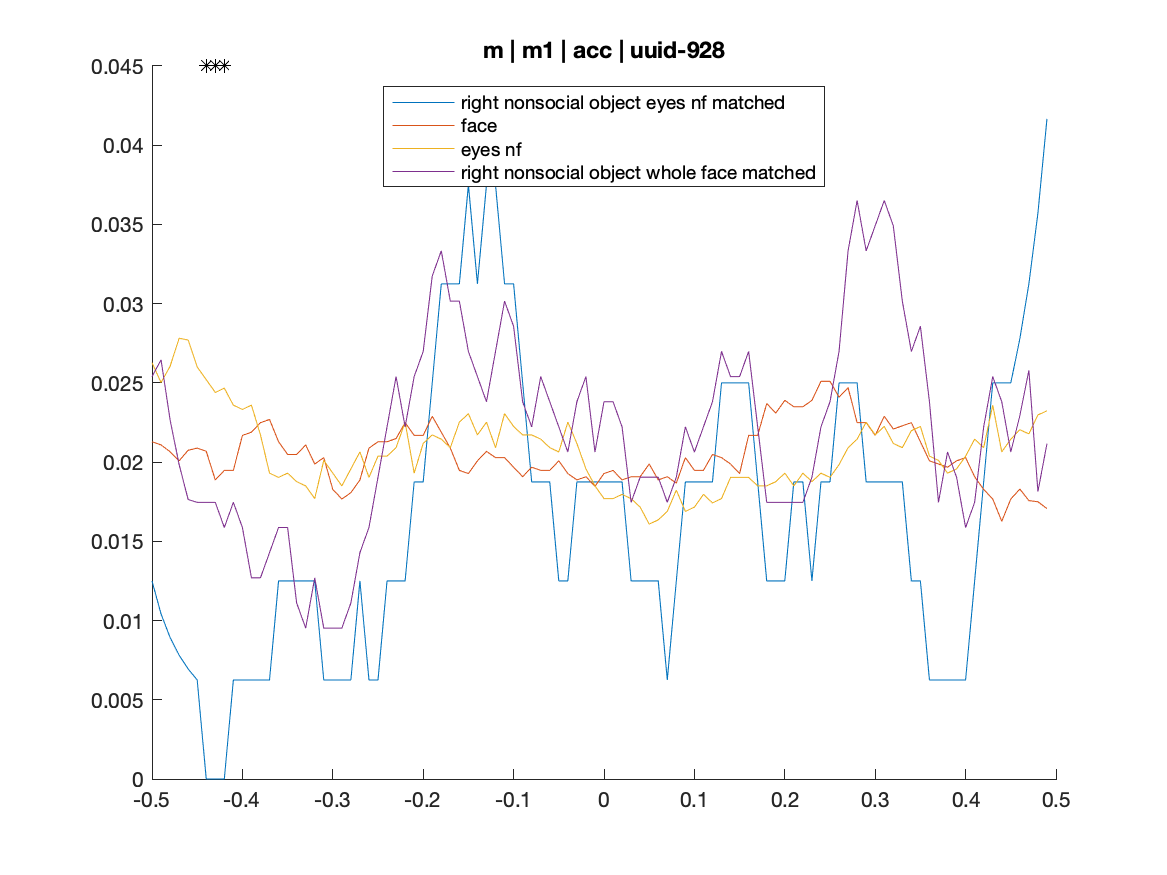 m | m1 | acc | uuid-928
0.045
***
right nonsocial object eyes nf matched
face
eyes nf
right nonsocial object whole face matched
0.04
0.035
0.03
0.025
0.02
0.015
0.01
0.005
0
-0.5 -0.4 -0.3 -0.2 -0.1 0 0.1 0.2 0.3 0.4 0.5